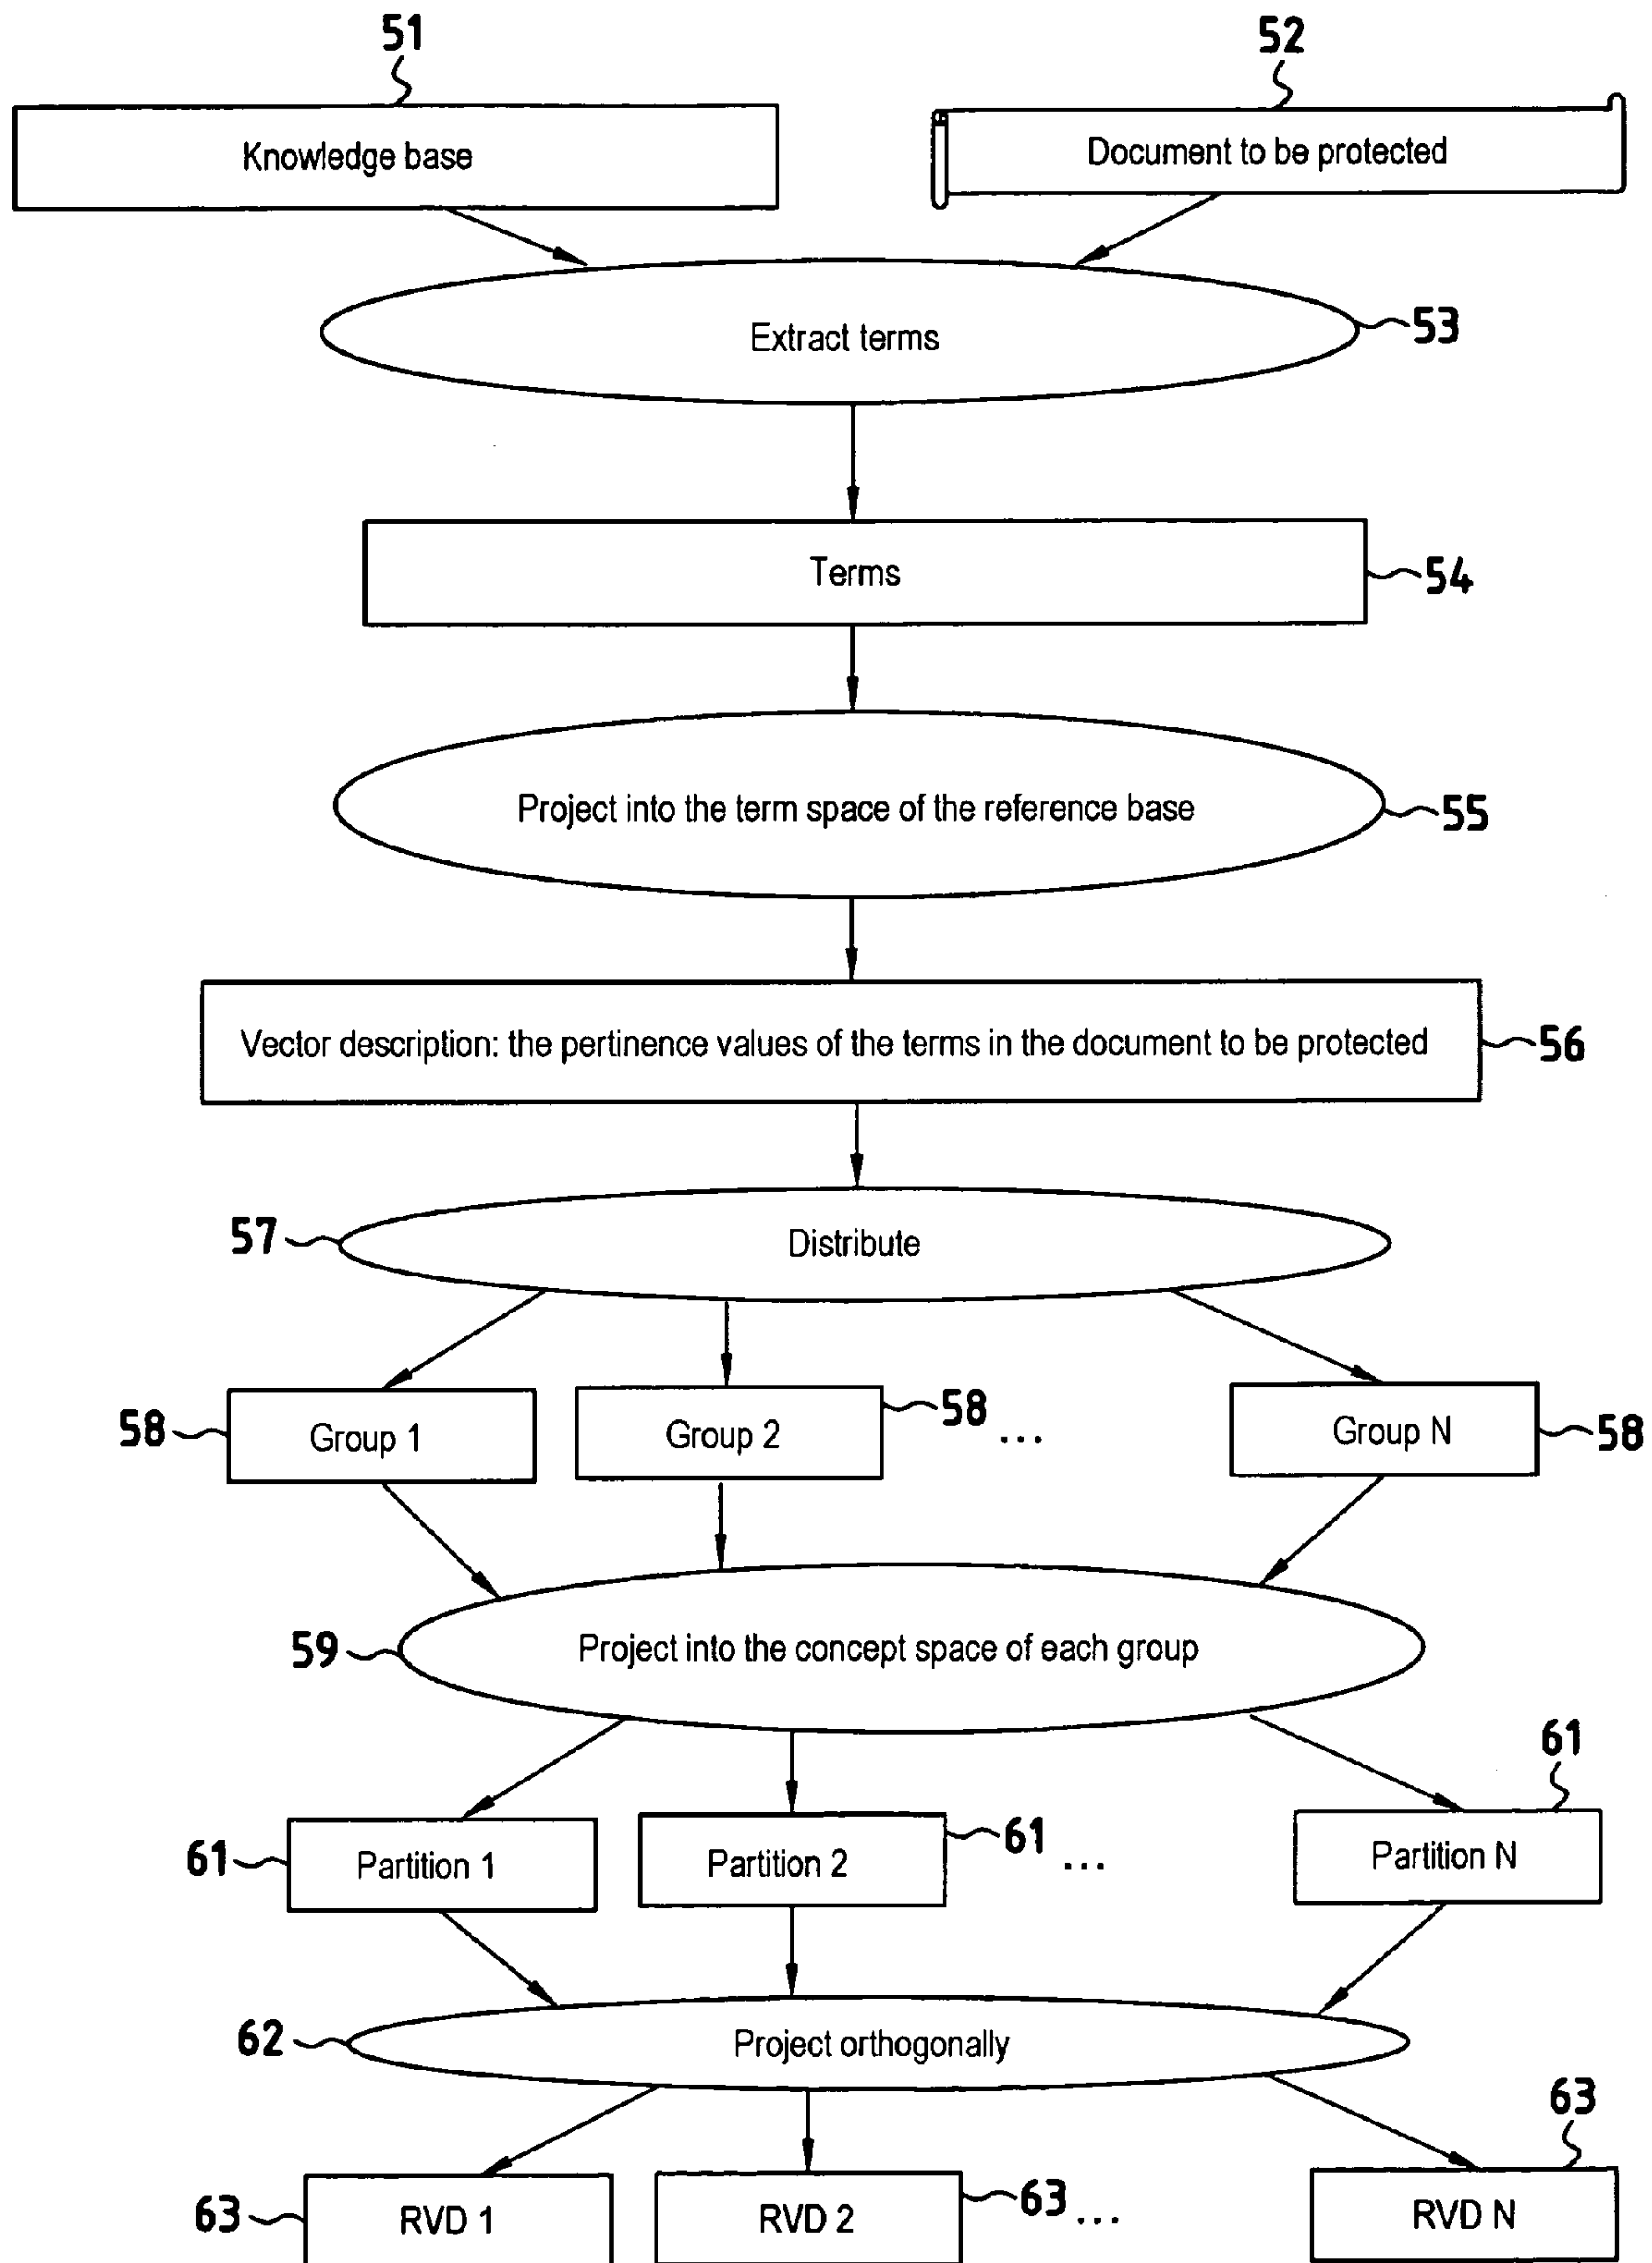 51
52
Knowledge base
Document to be protected
Extract terms
53
Terms
54
Project into the term space of the reference base
55
Vector description: the pertinence values of the terms in the document to be protected
56
57
Distribute
58
Group 1
Group 2
58
...
Group N
58
59
Project into the concept space of each group
61
61
Partition 1
Partition 2
61
...
Partition N
62
Project orthogonally
63
63
RVD 1
RVD 2
63
...
RVD N